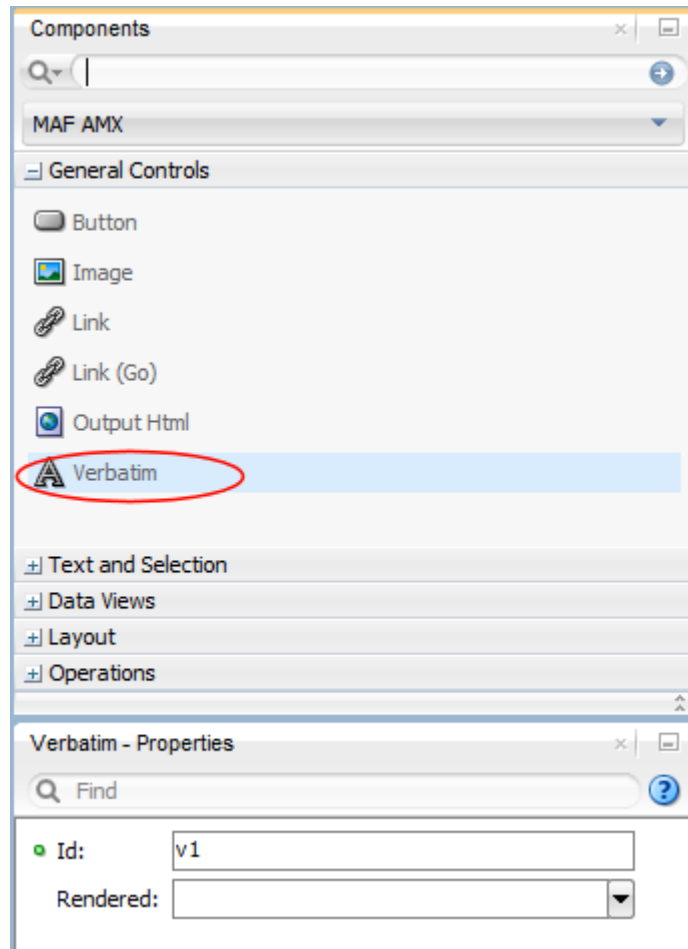 Components
MAF AMX
General Controls
Button
Image
Link
Link (Go)
Output Html
Verbatim
Text and Selection
Data Views
Layout
Operations
Verbatim - Properties
Find
Id: v1
Rendered: